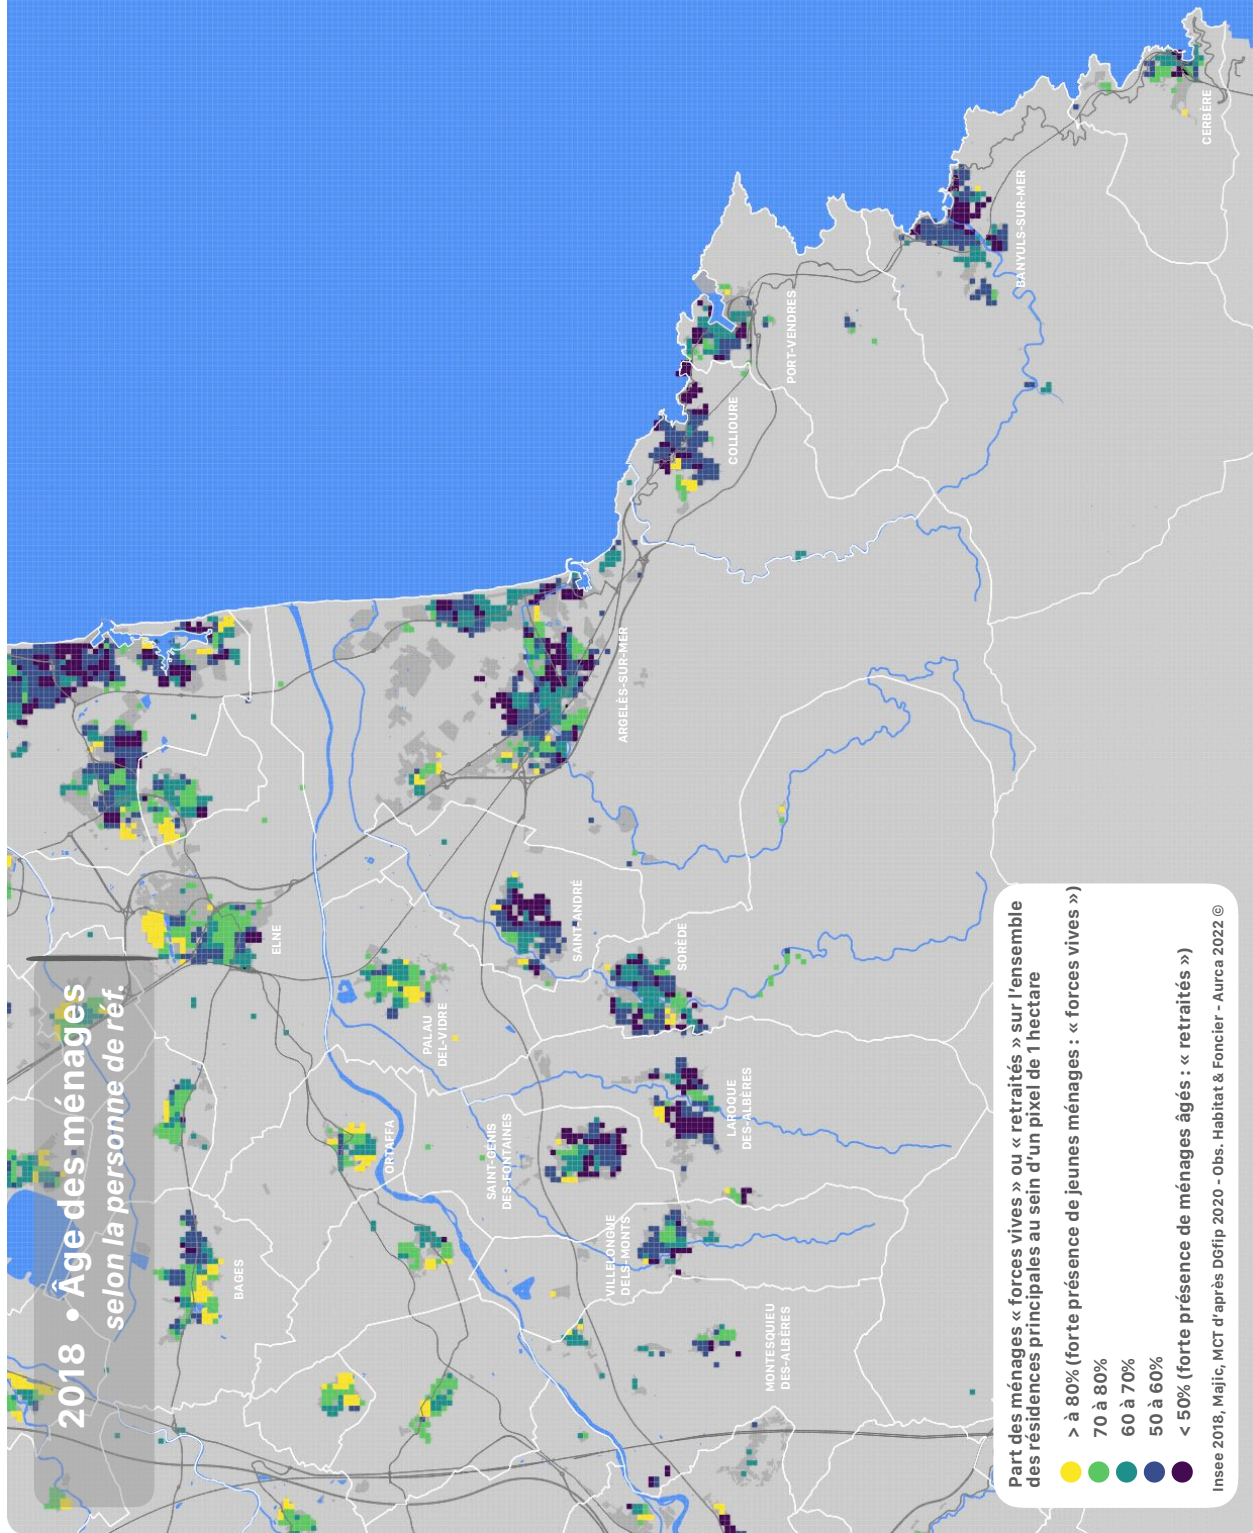 2018 • Âge des ménages
selon la personne de réf.
BAGES
ORTAFFA
ELNE
PALAU
DEL-VIDRE
SAINT-GÉNIS
DES-FONTAINES
VILLELONGUE
DELS-MONTS
MONTESQUIEU
DES-ALBÈRES
LAROQUE
DES-ALBÈRES
SORÈDE
SAINT-ANDRÉ
ARGELÈS-SUR-MER
COLLIOURE
PORT-VENDRES
BANYULS-SUR-MER
CERBÈRE
Part des ménages « forces vives » ou « retraités » sur l'ensemble
des résidences principales au sein d'un pixel de 1 hectare
> à 80% (forte présence de jeunes ménages : « forces vives »)
70 à 80%
60 à 70%
50 à 60%
< 50% (forte présence de ménages âgés : « retraités »)
Insee 2018, Majic, MCT d'après DGfip 2020 - Obs. Habitat & Foncier - Aurca 2022 ©